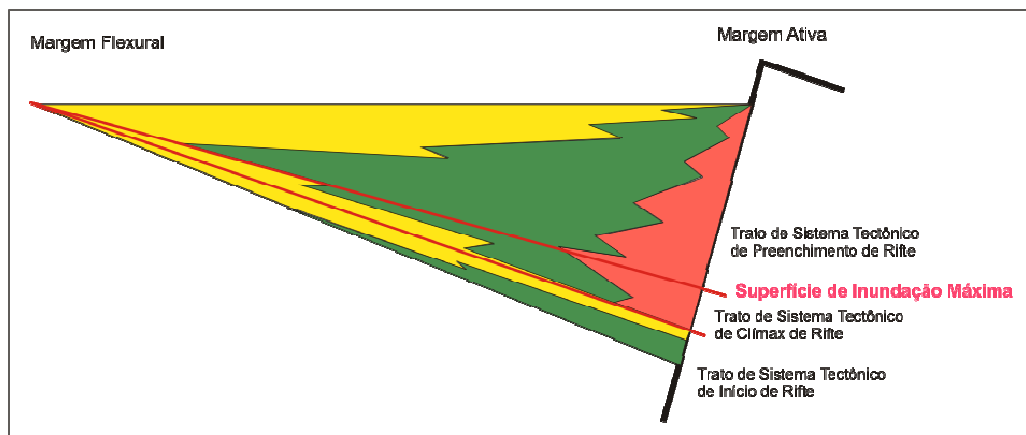 Margem Flexural
Margem Ativa
Trato de Sistema Tectônico
de Preenchimento de Rifte
Superfície de Inundação Máxima
Trato de Sistema Tectônico
de Clímax de Rifte
Trato de Sistema Tectônico
de Início de Rifte